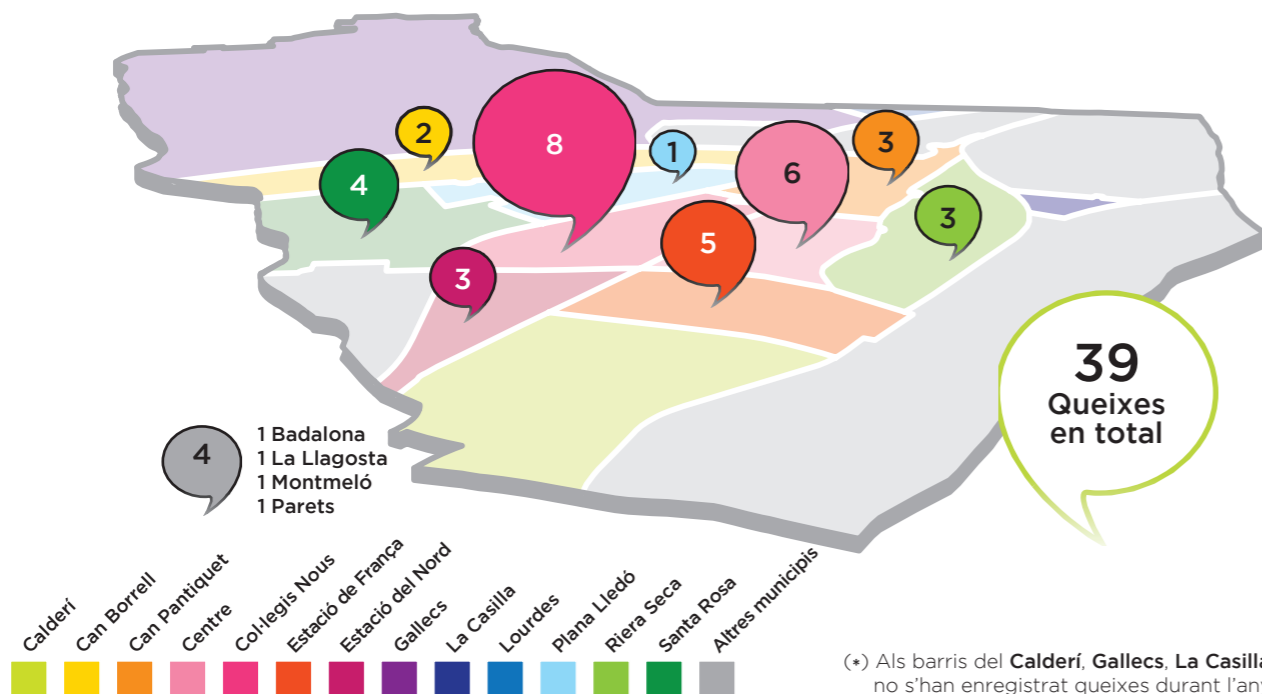 2
8
1
3
4
6
3
5
3
39
Queixes
en total
4
1 Badalona
1 La Llagosta
1 Montmeló
1 Parets
Calderí
Can Borrell
Can Pantiquet
Centre
Col·legis Nous
Estació de França
Estació del Nord
Gallecs
La Casilla
Lourdes
Plana Lledó
Riera Seca
Santa Rosa
Altres municipis
(*) Als barris del Calderí, Gallecs, La Casilla
no s'han enregistrat queixes durant l'any